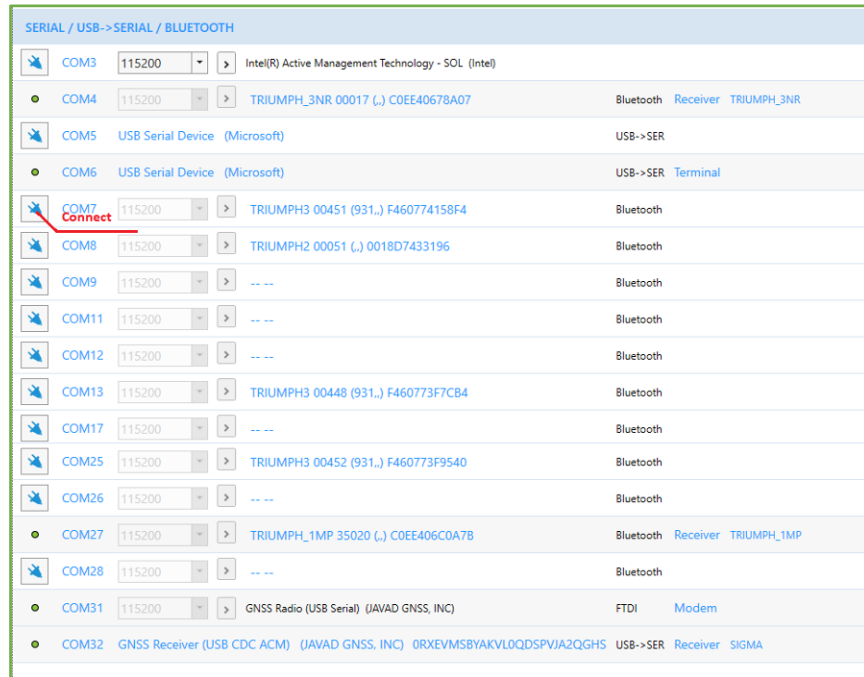 SERIAL / USB->SERIAL / BLUETOOTH
COM3 115200 Intel(R) Active Management Technology - SOL (Intel)
COM4 115200 TRIUMPH_3NR 00017 (,,) C0EE40678A07 Bluetooth Receiver TRIUMPH_3NR
COM5 USB Serial Device (Microsoft) USB->SER
COM6 USB Serial Device (Microsoft) USB->SER Terminal
COM7 115200 TRIUMPH3 00451 (931,,) F460774158F4 Bluetooth
Connect
COM8 115200 TRIUMPH2 00051 (,,) 0018D7433196 Bluetooth
COM9 115200 -- -- Bluetooth
COM11 115200 -- -- Bluetooth
COM12 115200 -- -- Bluetooth
COM13 115200 TRIUMPH3 00448 (931,,) F460773F7CB4 Bluetooth
COM17 115200 -- -- Bluetooth
COM25 115200 TRIUMPH3 00452 (931,,) F460773F9540 Bluetooth
COM26 115200 -- -- Bluetooth
COM27 115200 TRIUMPH_1MP 35020 (,,) C0EE406C0A7B Bluetooth Receiver TRIUMPH_1MP
COM28 115200 -- -- Bluetooth
COM31 115200 GNSS Radio (USB Serial) (JAVAD GNSS, INC) FTDI Modem
COM32 GNSS Receiver (USB CDC ACM) (JAVAD GNSS, INC) 0RXEVMSBYAKVL0QDSPVJA2QGHS USB->SER Receiver SIGMA